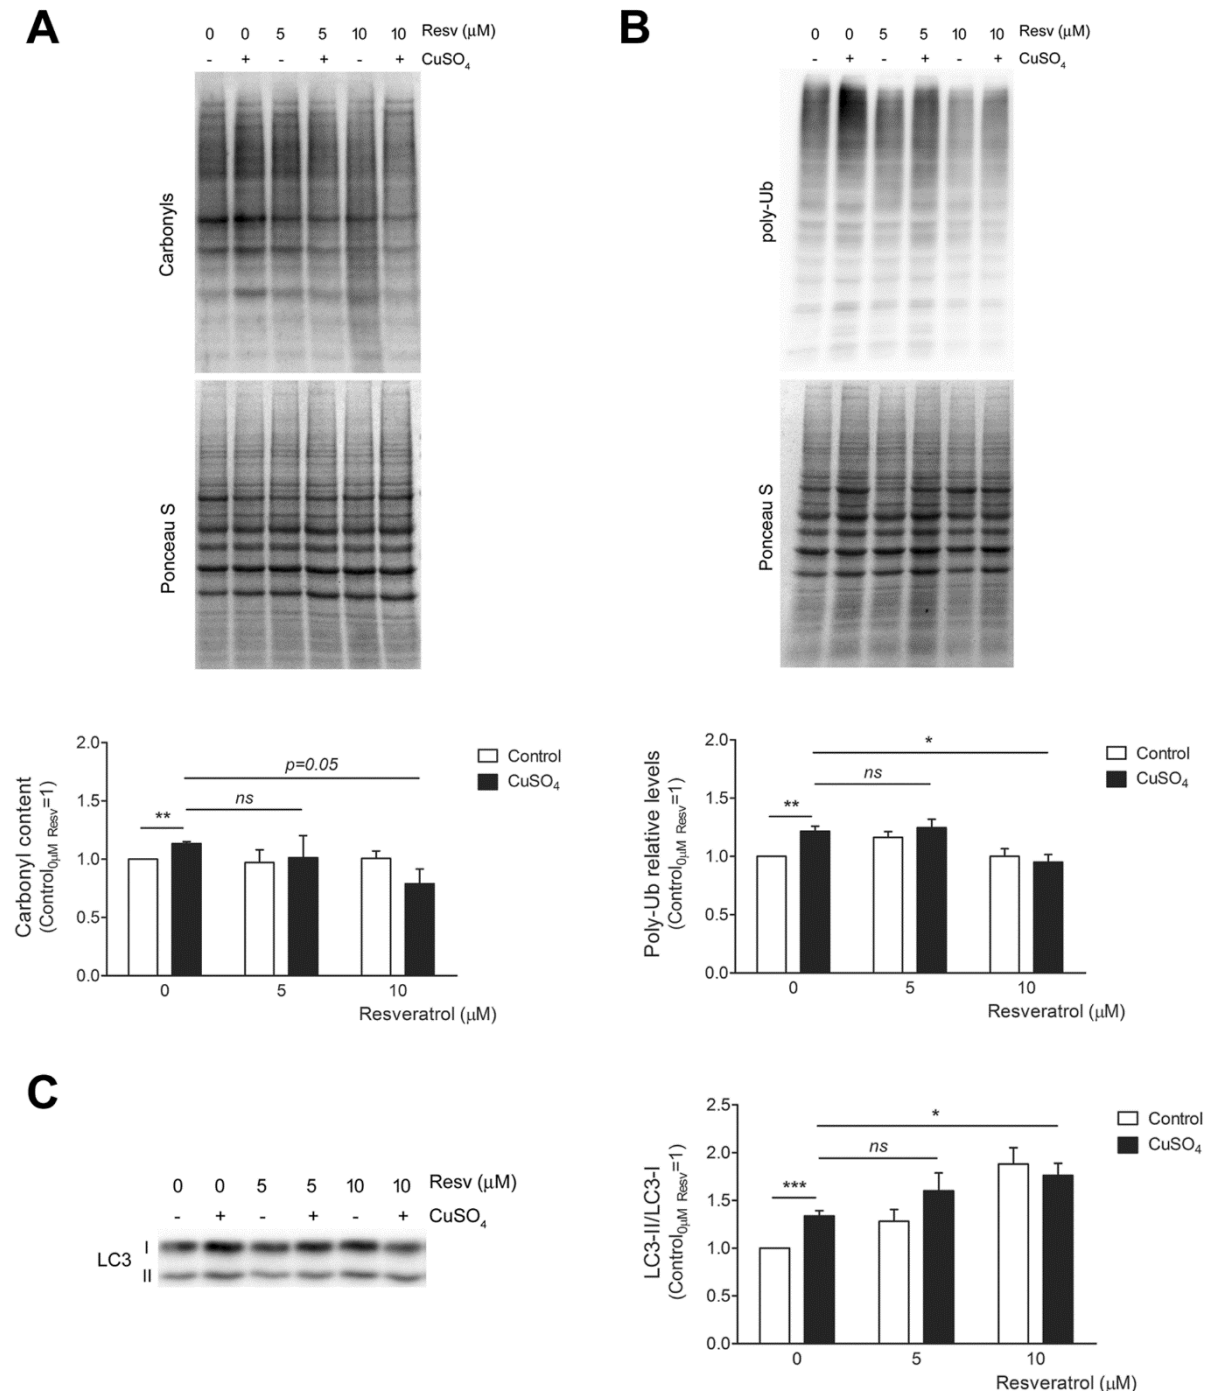 A
0 0 5 5 10 10 Resv (μM)
- + - + - + CuSO4
Carbonyls
Ponceau S
2.0
1.5
1.0
0.5
0.0
Carbonyl content
(Control0μM Resv=1)
p=0.05
ns
**
Control
CuSO4
0 5 10
Resveratrol (μM)
B
0 0 5 5 10 10 Resv (μM)
- + - + - + CuSO4
poly-Ub
Ponceau S
2.0
1.5
1.0
0.5
0.0
Poly-Ub relative levels
(Control0μM Resv=1)
*
ns
**
Control
CuSO4
0 5 10
Resveratrol (μM)
C
0 0 5 5 10 10 Resv (μM)
- + - + - + CuSO4
LC3
I
II
2.5
2.0
1.5
1.0
0.5
0.0
LC3-II/LC3-I
(Control0μM Resv=1)
*
ns
***
Control
CuSO4
0 5 10
Resveratrol (μM)